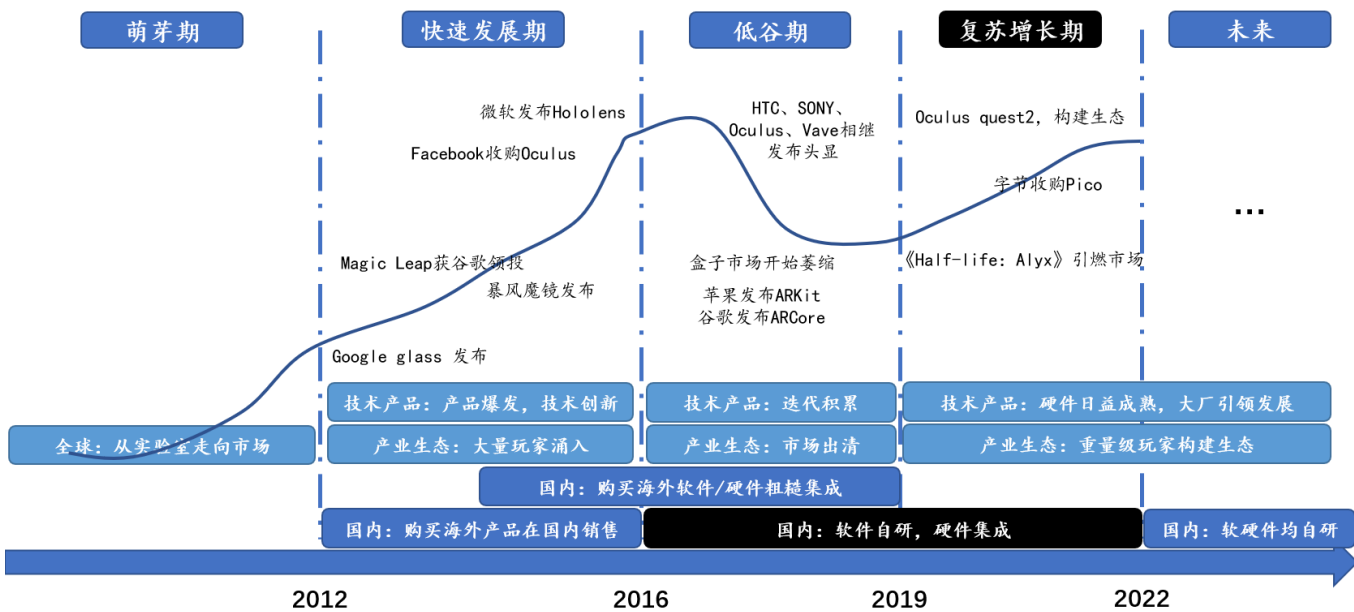 萌芽期
快速发展期
低谷期
复苏增长期
未来
微软发布Hololens
Facebook收购Oculus
Magic Leap获谷歌领投
暴风魔镜发布
Google glass 发布
HTC、SONY、
Oculus、Vave相继
发布头显
盒子市场开始萎缩
苹果发布ARKit
谷歌发布ARCore
Oculus quest2, 构建生态
字节收购Pico
《Half-life: Alyx》引燃市场
...
技术产品：产品爆发，技术创新
技术产品：迭代积累
技术产品：硬件日益成熟，大厂引领发展
全球：从实验室走向市场
产业生态：大量玩家涌入
产业生态：市场出清
产业生态：重量级玩家构建生态
国内：购买海外软件/硬件粗糙集成
国内：购买海外产品在国内销售
国内：软件自研，硬件集成
国内：软硬件均自研
2012
2016
2019
2022